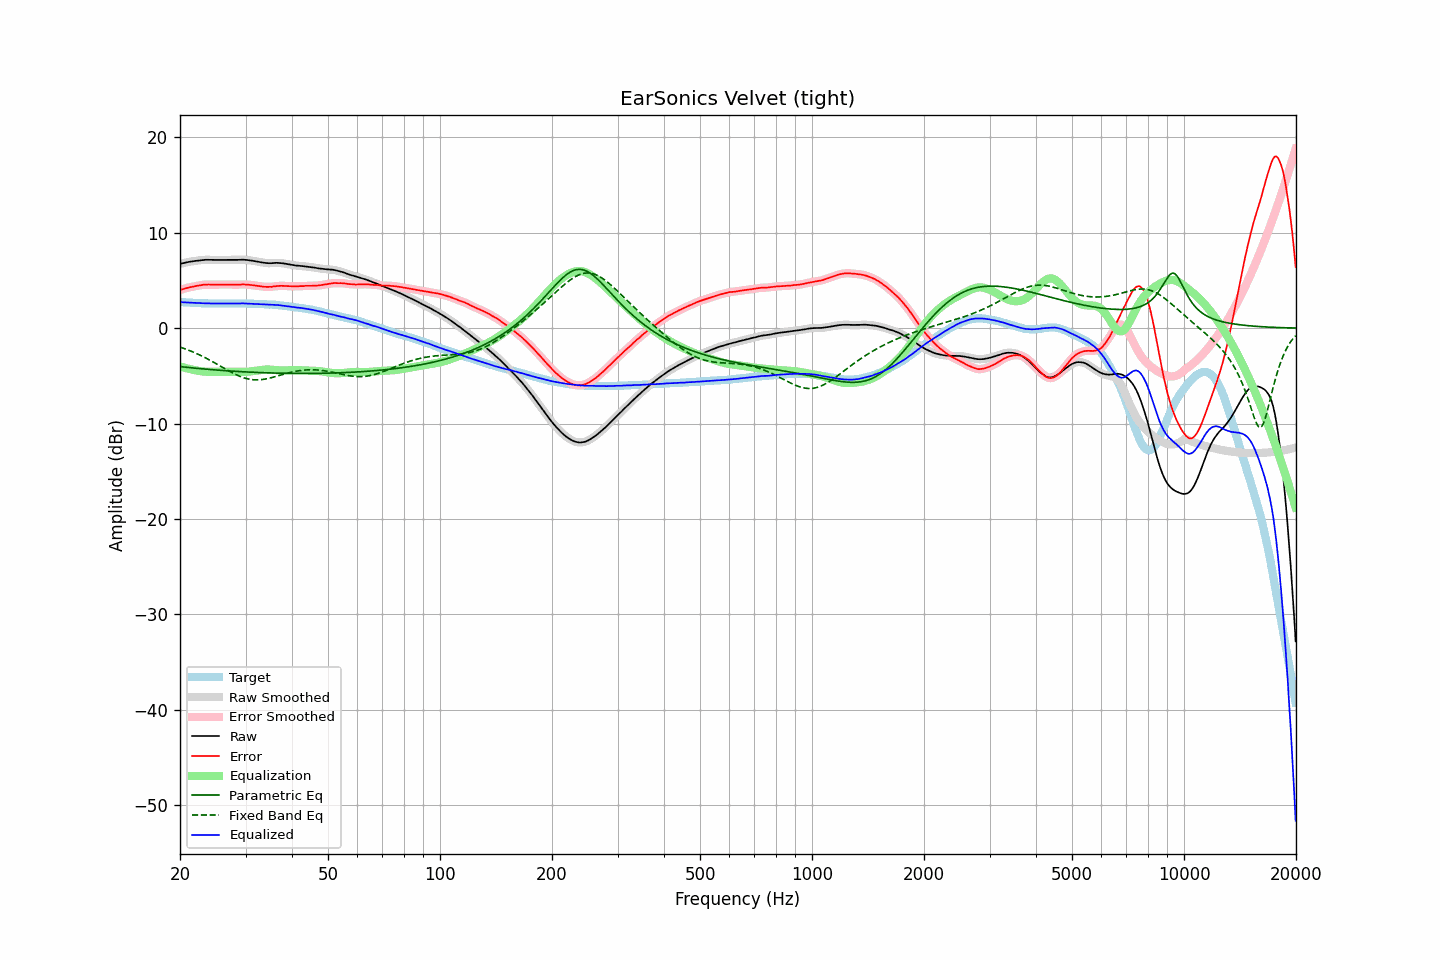 EarSonics Velvet (tight)
20
10
0
−10
−20
−30
−40
−50
Amplitude (dBr)
Target
Raw Smoothed
Error Smoothed
Raw
Error
Equalization
Parametric Eq
Fixed Band Eq
Equalized
20 50 100 200 500 1000 2000 5000 10000 20000
Frequency (Hz)